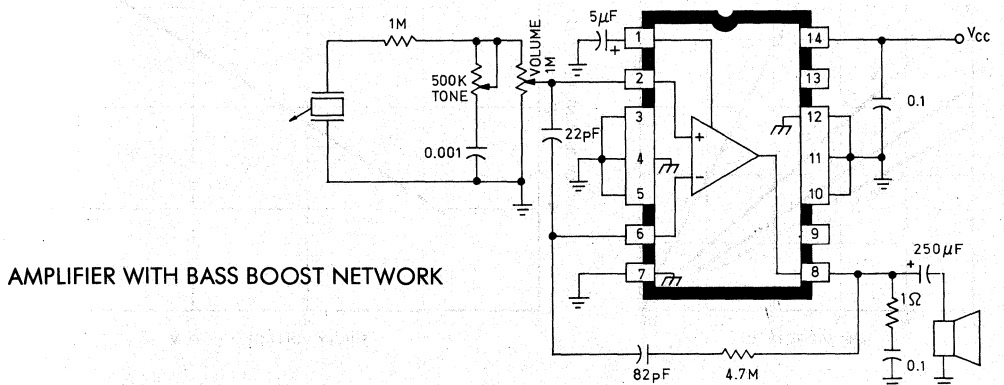 1M
500K
TONE
VOLUME
1M
0.001
22pF
5µF
+
1
2
3
4
5
6
7
+
−
14
13
12
11
10
9
8
Vcc
0.1
250µF
+
1Ω
0.1
82pF
4.7M
AMPLIFIER WITH BASS BOOST NETWORK